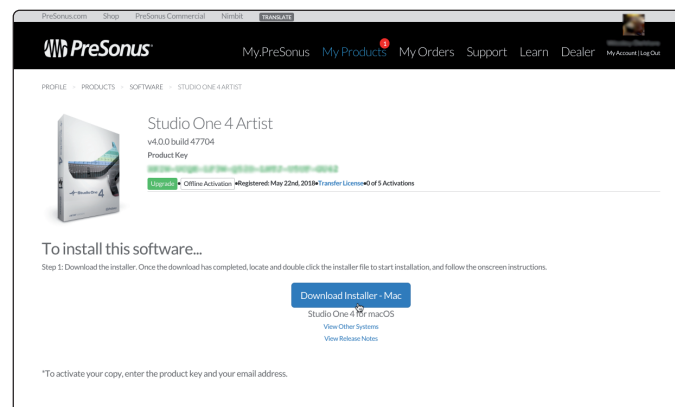 PreSonus.com Shop PreSonus Commercial Nimbit TRANSLATE
PreSonus
My.PreSonus My Products 1 My Orders Support Learn Dealer
My Account | Log Out
PROFILE PRODUCTS SOFTWARE STUDIO ONE 4 ARTIST
Studio One 4 Artist
v4.0.0 build 47704
Product Key
Upgrade • Offline Activation •Registered: May 22nd, 2018•Transfer License•0 of 5 Activations
Studio One 4
To install this software...
Step 1: Download the installer. Once the download has completed, locate and double click the installer file to start installation, and follow the onscreen instructions.
Download Installer - Mac
Studio One 4 for macOS
View Other Systems
View Release Notes
*To activate your copy, enter the product key and your email address.